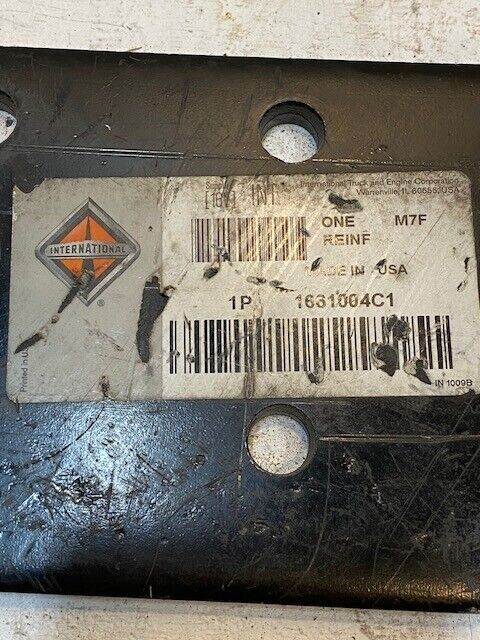 International Truck and Engine Corporation
Warrenville, IL 60555, USA
INTERNATIONAL
®
ONE M7F
REINF
MADE IN USA
1P 1631004C1
Printed in U
IN 1009B